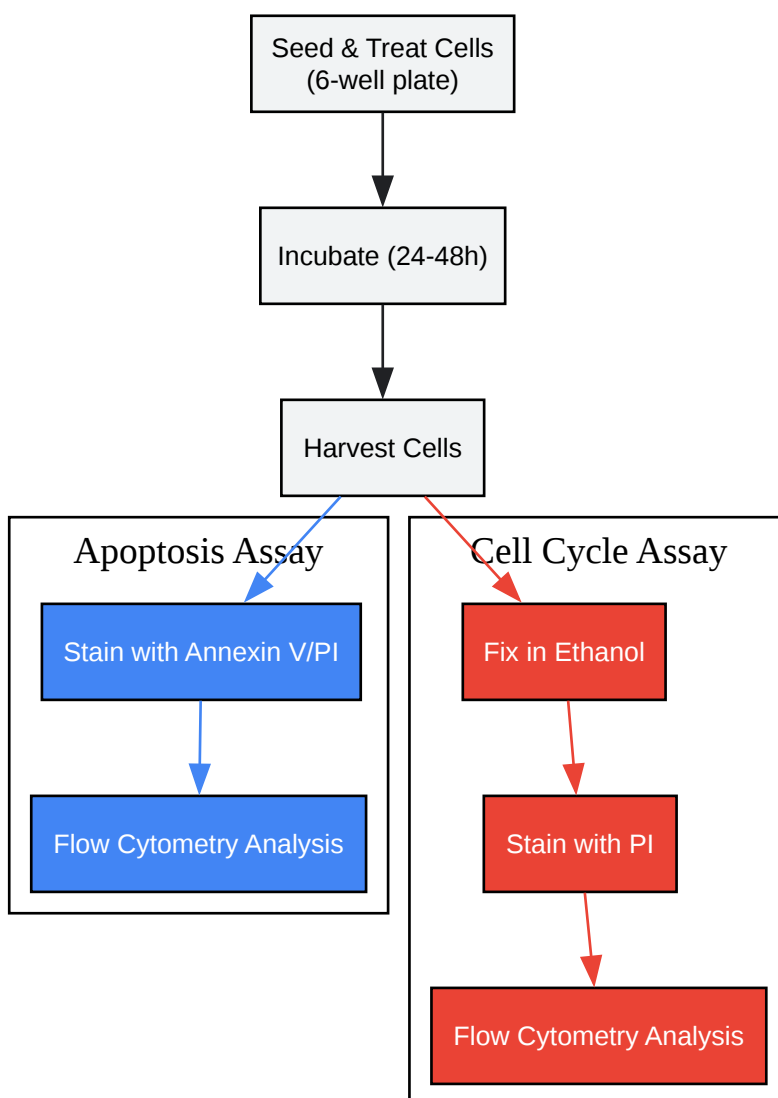 Seed & Treat Cells
(6-well plate)
Incubate (24-48h)
Harvest Cells
Apoptosis Assay
Stain with Annexin V/PI
Flow Cytometry Analysis
Cell Cycle Assay
Fix in Ethanol
Stain with PI
Flow Cytometry Analysis